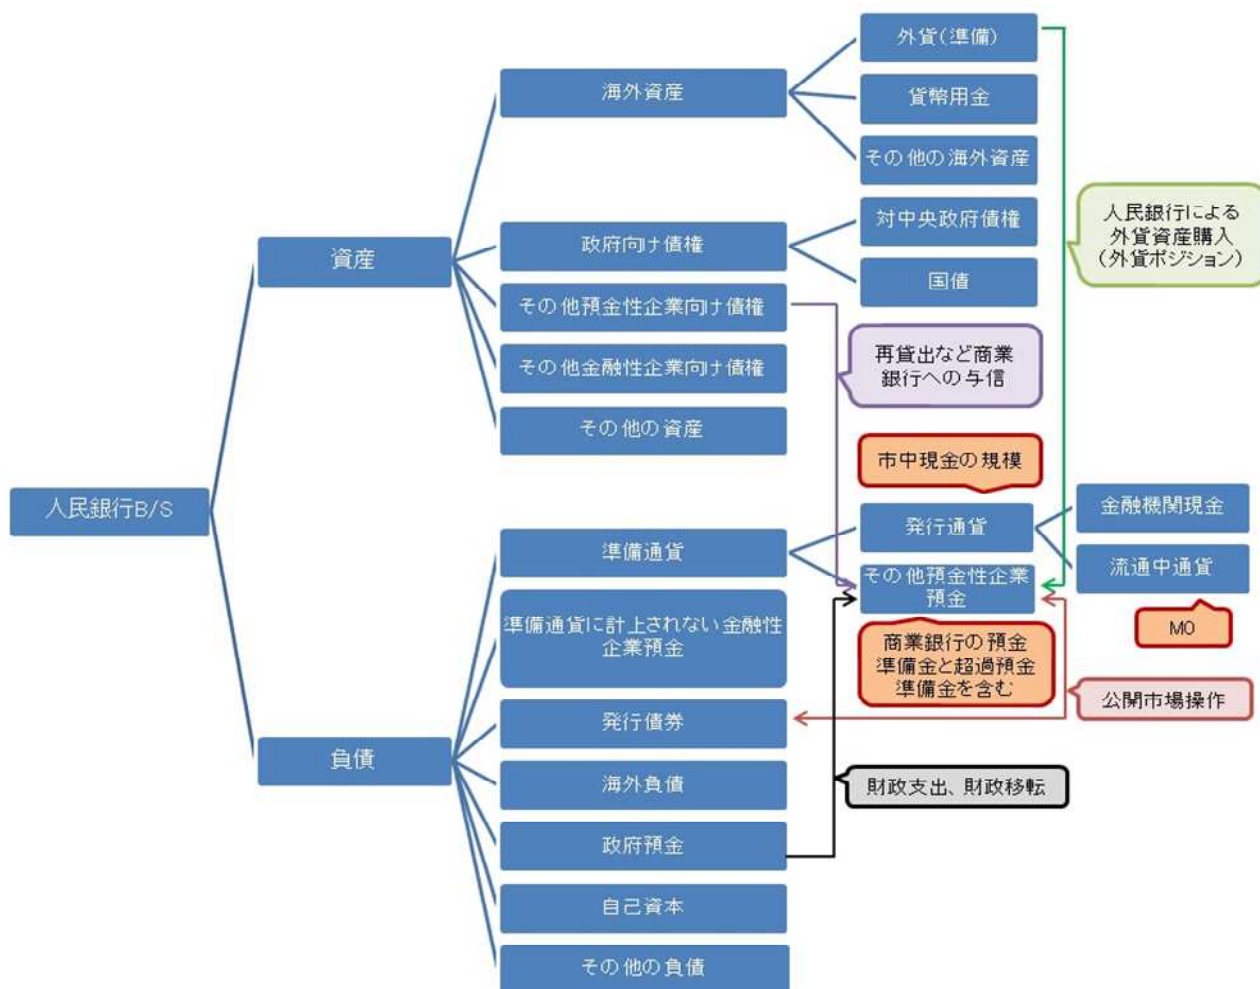 外貨(準備)
海外資産
貨幣用金
その他の海外資産
人民銀行による
外貨資産購入
(外貨ポジション)
対中央政府債権
資産
政府向け債権
国債
その他預金性企業向け債権
再貸出など商業
銀行への与信
その他金融性企業向け債権
その他の資産
市中現金の規模
人民銀行B/S
金融機関現金
発行通貨
準備通貨
流通中通貨
その他預金性企業
預金
準備通貨に計上されない金融性
企業預金
M0
商業銀行の預金
準備金と超過預金
準備金を含む
公開市場操作
発行債券
負債
海外負債
財政支出、財政移転
政府預金
自己資本
その他の負債